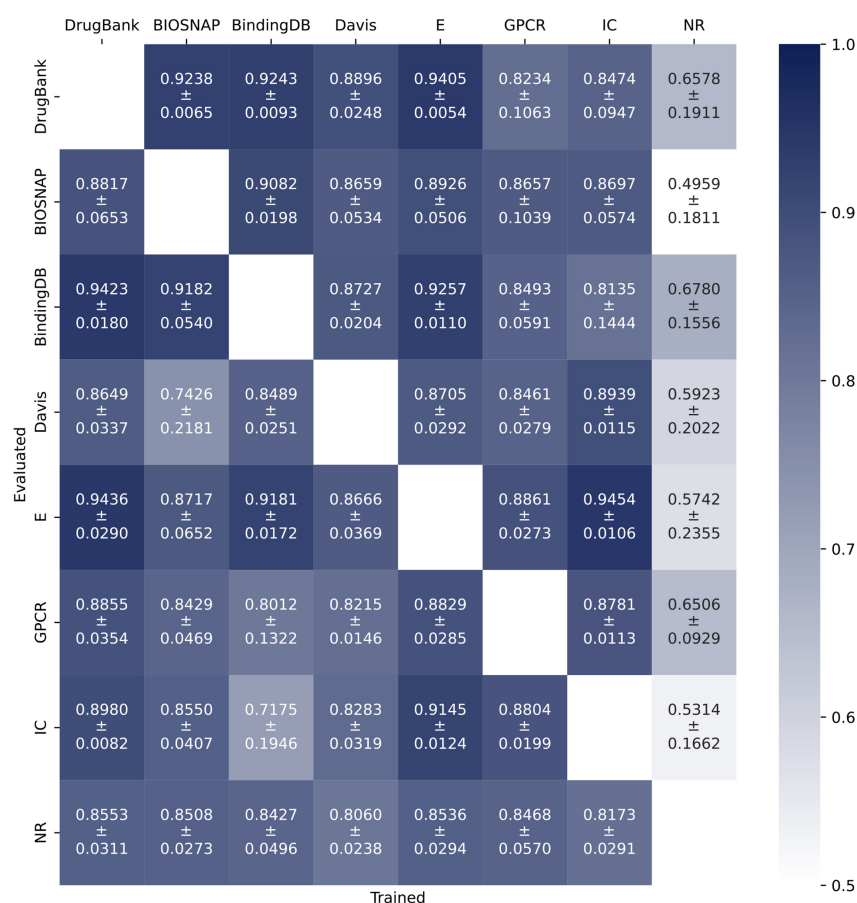 DrugBank BIOSNAP BindingDB Davis E GPCR IC NR
1.0
DrugBank
0.9238 0.9243 0.8896 0.9405 0.8234 0.8474 0.6578
± ± ± ± ± ± ±
0.0065 0.0093 0.0248 0.0054 0.1063 0.0947 0.1911
BIOSNAP
0.8817 0.9082 0.8659 0.8926 0.8657 0.8697 0.4959
± ± ± ± ± ± ±
0.0653 0.0198 0.0534 0.0506 0.1039 0.0574 0.1811
0.9
BindingDB
0.9423 0.9182 0.8727 0.9257 0.8493 0.8135 0.6780
± ± ± ± ± ± ±
0.0180 0.0540 0.0204 0.0110 0.0591 0.1444 0.1556
0.8
Evaluated
Davis
0.8649 0.7426 0.8489 0.8705 0.8461 0.8939 0.5923
± ± ± ± ± ± ±
0.0337 0.2181 0.0251 0.0292 0.0279 0.0115 0.2022
E
0.9436 0.8717 0.9181 0.8666 0.8861 0.9454 0.5742
± ± ± ± ± ± ±
0.0290 0.0652 0.0172 0.0369 0.0273 0.0106 0.2355
0.7
GPCR
0.8855 0.8429 0.8012 0.8215 0.8829 0.8781 0.6506
± ± ± ± ± ± ±
0.0354 0.0469 0.1322 0.0146 0.0285 0.0113 0.0929
0.6
IC
0.8980 0.8550 0.7175 0.8283 0.9145 0.8804 0.5314
± ± ± ± ± ± ±
0.0082 0.0407 0.1946 0.0319 0.0124 0.0199 0.1662
NR
0.8553 0.8508 0.8427 0.8060 0.8536 0.8468 0.8173
± ± ± ± ± ± ±
0.0311 0.0273 0.0496 0.0238 0.0294 0.0570 0.0291
0.5
Trained